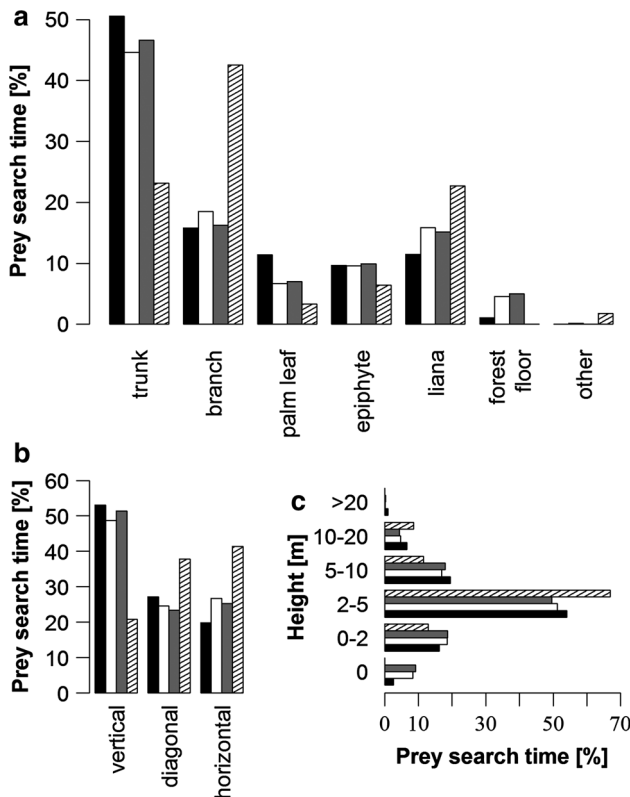 a
Prey search time [%]
50
40
30
20
10
0
trunk
branch
palm leaf
epiphyte
liana
forest
floor
other
b
Prey search time [%]
60
50
40
30
20
10
0
vertical
diagonal
horizontal
c
Height [m]
>20
10-20
5-10
2-5
0-2
0
0 10 30 50 70
Prey search time [%]